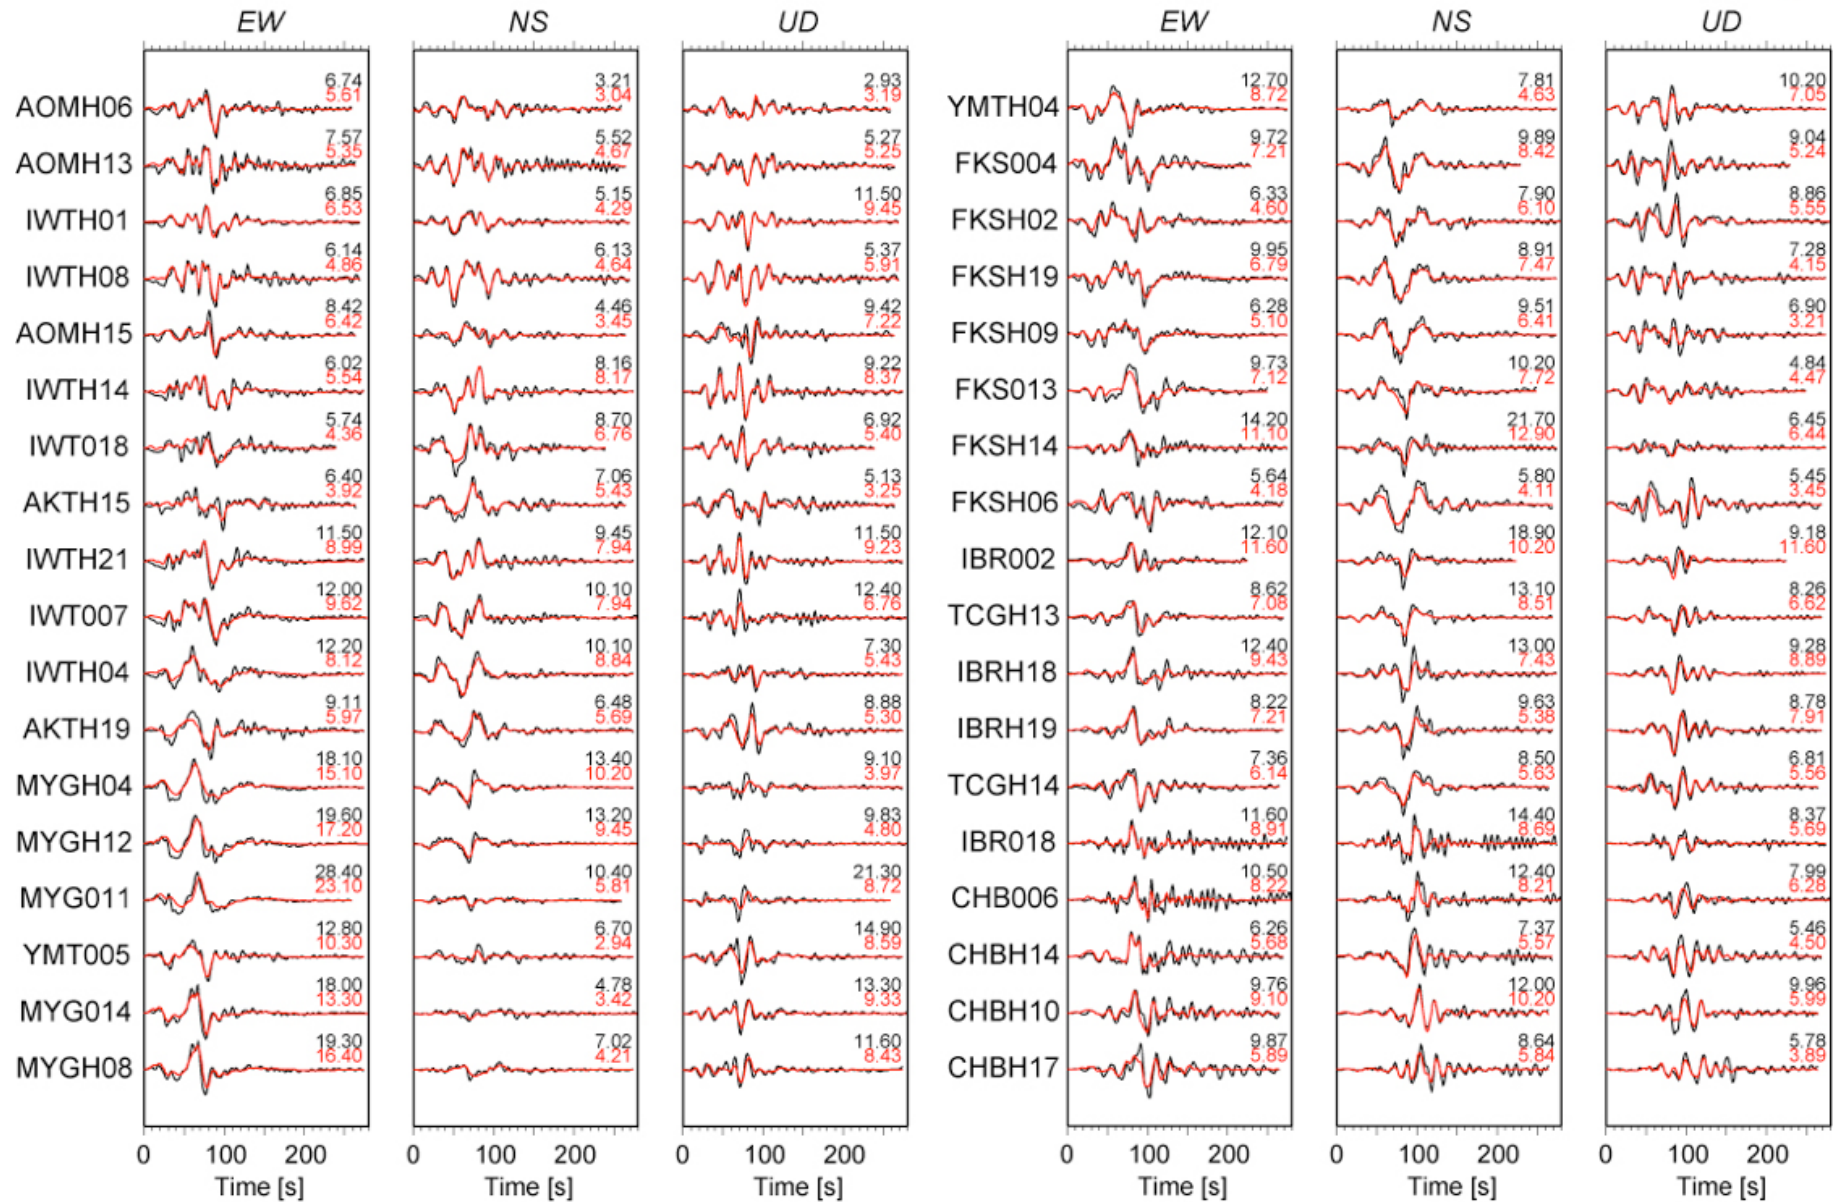 EW NS UD EW NS UD
AOMH06 6.74 3.21 2.93 YMTH04 12.70 7.81 10.20
5.61 3.04 3.19 8.72 4.63 7.05
AOMH13 7.57 5.52 5.27 FKS004 9.72 9.89 9.04
5.35 4.67 5.25 7.21 8.42 5.24
IWTH01 6.85 5.15 11.50 FKSH02 6.33 7.90 8.86
6.53 4.29 9.45 4.60 6.10 5.55
IWTH08 6.14 6.13 5.37 FKSH19 9.95 8.91 7.28
4.86 4.64 5.91 6.79 7.47 4.15
AOMH15 8.42 4.46 9.42 FKSH09 6.28 9.51 6.90
6.42 3.45 7.22 5.10 6.41 3.21
IWTH14 6.02 8.16 9.22 FKS013 9.73 10.20 4.84
5.54 8.17 8.37 7.12 7.72 4.47
IWT018 5.74 8.70 6.92 FKSH14 14.20 21.70 6.45
4.36 6.76 5.40 11.10 12.90 6.44
AKTH15 6.40 7.06 5.13 FKSH06 5.64 5.80 5.45
3.92 5.43 3.25 4.18 4.11 3.45
IWTH21 11.50 9.45 11.50 IBR002 12.10 18.90 9.18
8.99 7.94 9.23 11.60 10.20 11.60
IWT007 12.00 10.10 12.40 TCGH13 8.62 13.10 8.26
9.62 7.94 6.76 7.08 8.51 6.62
IWTH04 12.20 10.10 7.30 IBRH18 12.40 13.00 9.28
8.12 8.84 5.43 9.43 7.43 8.89
AKTH19 9.11 6.48 8.88 IBRH19 8.22 9.63 8.78
5.97 5.69 5.30 7.21 5.38 7.91
MYGH04 18.10 13.40 9.10 TCGH14 7.36 8.50 6.81
15.10 10.20 3.97 6.14 5.63 5.56
MYGH12 19.60 13.20 9.83 IBR018 11.60 14.40 8.37
17.20 9.45 4.80 8.91 8.69 5.69
MYG011 28.40 10.40 21.30 CHB006 10.50 12.40 7.99
23.10 5.81 8.72 8.22 8.21 6.28
YMT005 12.80 6.70 14.90 CHBH14 6.26 7.37 5.46
10.30 2.94 8.59 5.68 5.57 4.50
MYG014 18.00 4.78 13.30 CHBH10 9.76 12.00 9.96
13.30 3.42 9.33 9.10 10.20 5.99
MYGH08 19.30 7.02 11.60 CHBH17 9.87 8.64 5.78
16.40 4.21 8.43 5.89 5.84 3.89
0 100 200 0 100 200 0 100 200 0 100 200 0 100 200 0 100 200
Time [s] Time [s] Time [s] Time [s] Time [s] Time [s]